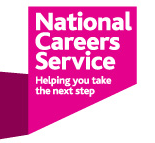 National
Careers
Service
Helping you take
the next step